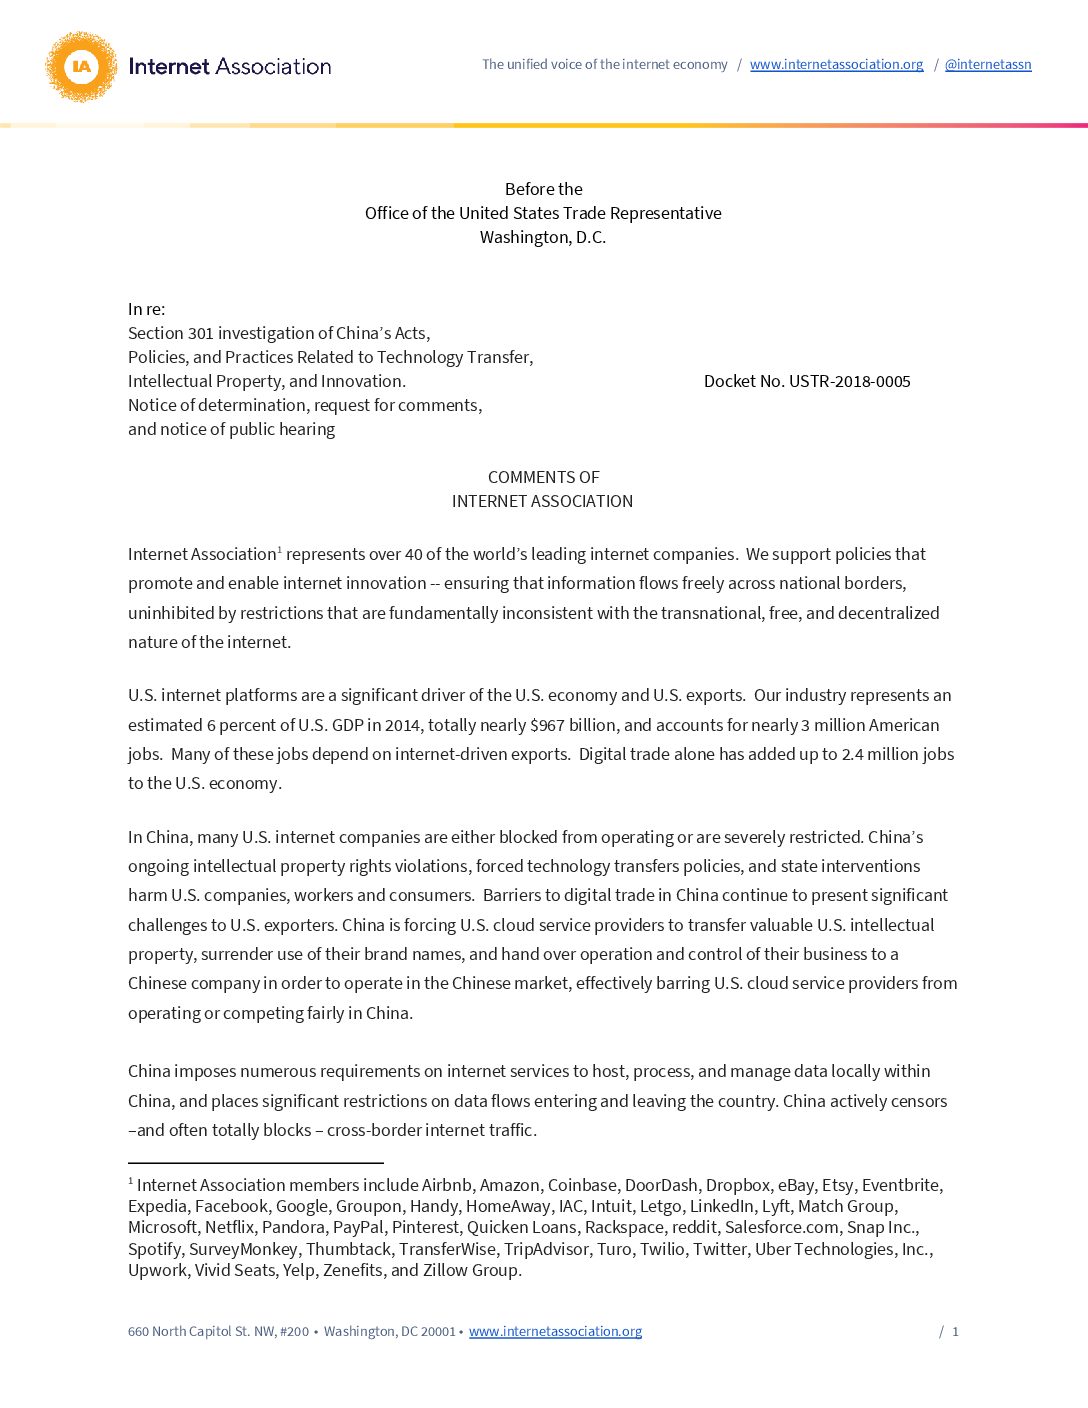 IA Internet Association
The unified voice of the internet economy / www.internetassociation.org / @internetassn
Before the
Office of the United States Trade Representative
Washington, D.C.
In re:
Section 301 investigation of China’s Acts,
Policies, and Practices Related to Technology Transfer,
Intellectual Property, and Innovation. Docket No. USTR-2018-0005
Notice of determination, request for comments,
and notice of public hearing
COMMENTS OF
INTERNET ASSOCIATION
Internet Association¹ represents over 40 of the world’s leading internet companies. We support policies that
promote and enable internet innovation -- ensuring that information flows freely across national borders,
uninhibited by restrictions that are fundamentally inconsistent with the transnational, free, and decentralized
nature of the internet.
U.S. internet platforms are a significant driver of the U.S. economy and U.S. exports. Our industry represents an
estimated 6 percent of U.S. GDP in 2014, totally nearly $967 billion, and accounts for nearly 3 million American
jobs. Many of these jobs depend on internet-driven exports. Digital trade alone has added up to 2.4 million jobs
to the U.S. economy.
In China, many U.S. internet companies are either blocked from operating or are severely restricted. China’s
ongoing intellectual property rights violations, forced technology transfers policies, and state interventions
harm U.S. companies, workers and consumers. Barriers to digital trade in China continue to present significant
challenges to U.S. exporters. China is forcing U.S. cloud service providers to transfer valuable U.S. intellectual
property, surrender use of their brand names, and hand over operation and control of their business to a
Chinese company in order to operate in the Chinese market, effectively barring U.S. cloud service providers from
operating or competing fairly in China.
China imposes numerous requirements on internet services to host, process, and manage data locally within
China, and places significant restrictions on data flows entering and leaving the country. China actively censors
–and often totally blocks – cross-border internet traffic.
¹ Internet Association members include Airbnb, Amazon, Coinbase, DoorDash, Dropbox, eBay, Etsy, Eventbrite,
Expedia, Facebook, Google, Groupon, Handy, HomeAway, IAC, Intuit, Letgo, LinkedIn, Lyft, Match Group,
Microsoft, Netflix, Pandora, PayPal, Pinterest, Quicken Loans, Rackspace, reddit, Salesforce.com, Snap Inc.,
Spotify, SurveyMonkey, Thumbtack, TransferWise, TripAdvisor, Turo, Twilio, Twitter, Uber Technologies, Inc.,
Upwork, Vivid Seats, Yelp, Zenefits, and Zillow Group.
660 North Capitol St. NW, #200 • Washington, DC 20001 • www.internetassociation.org / 1